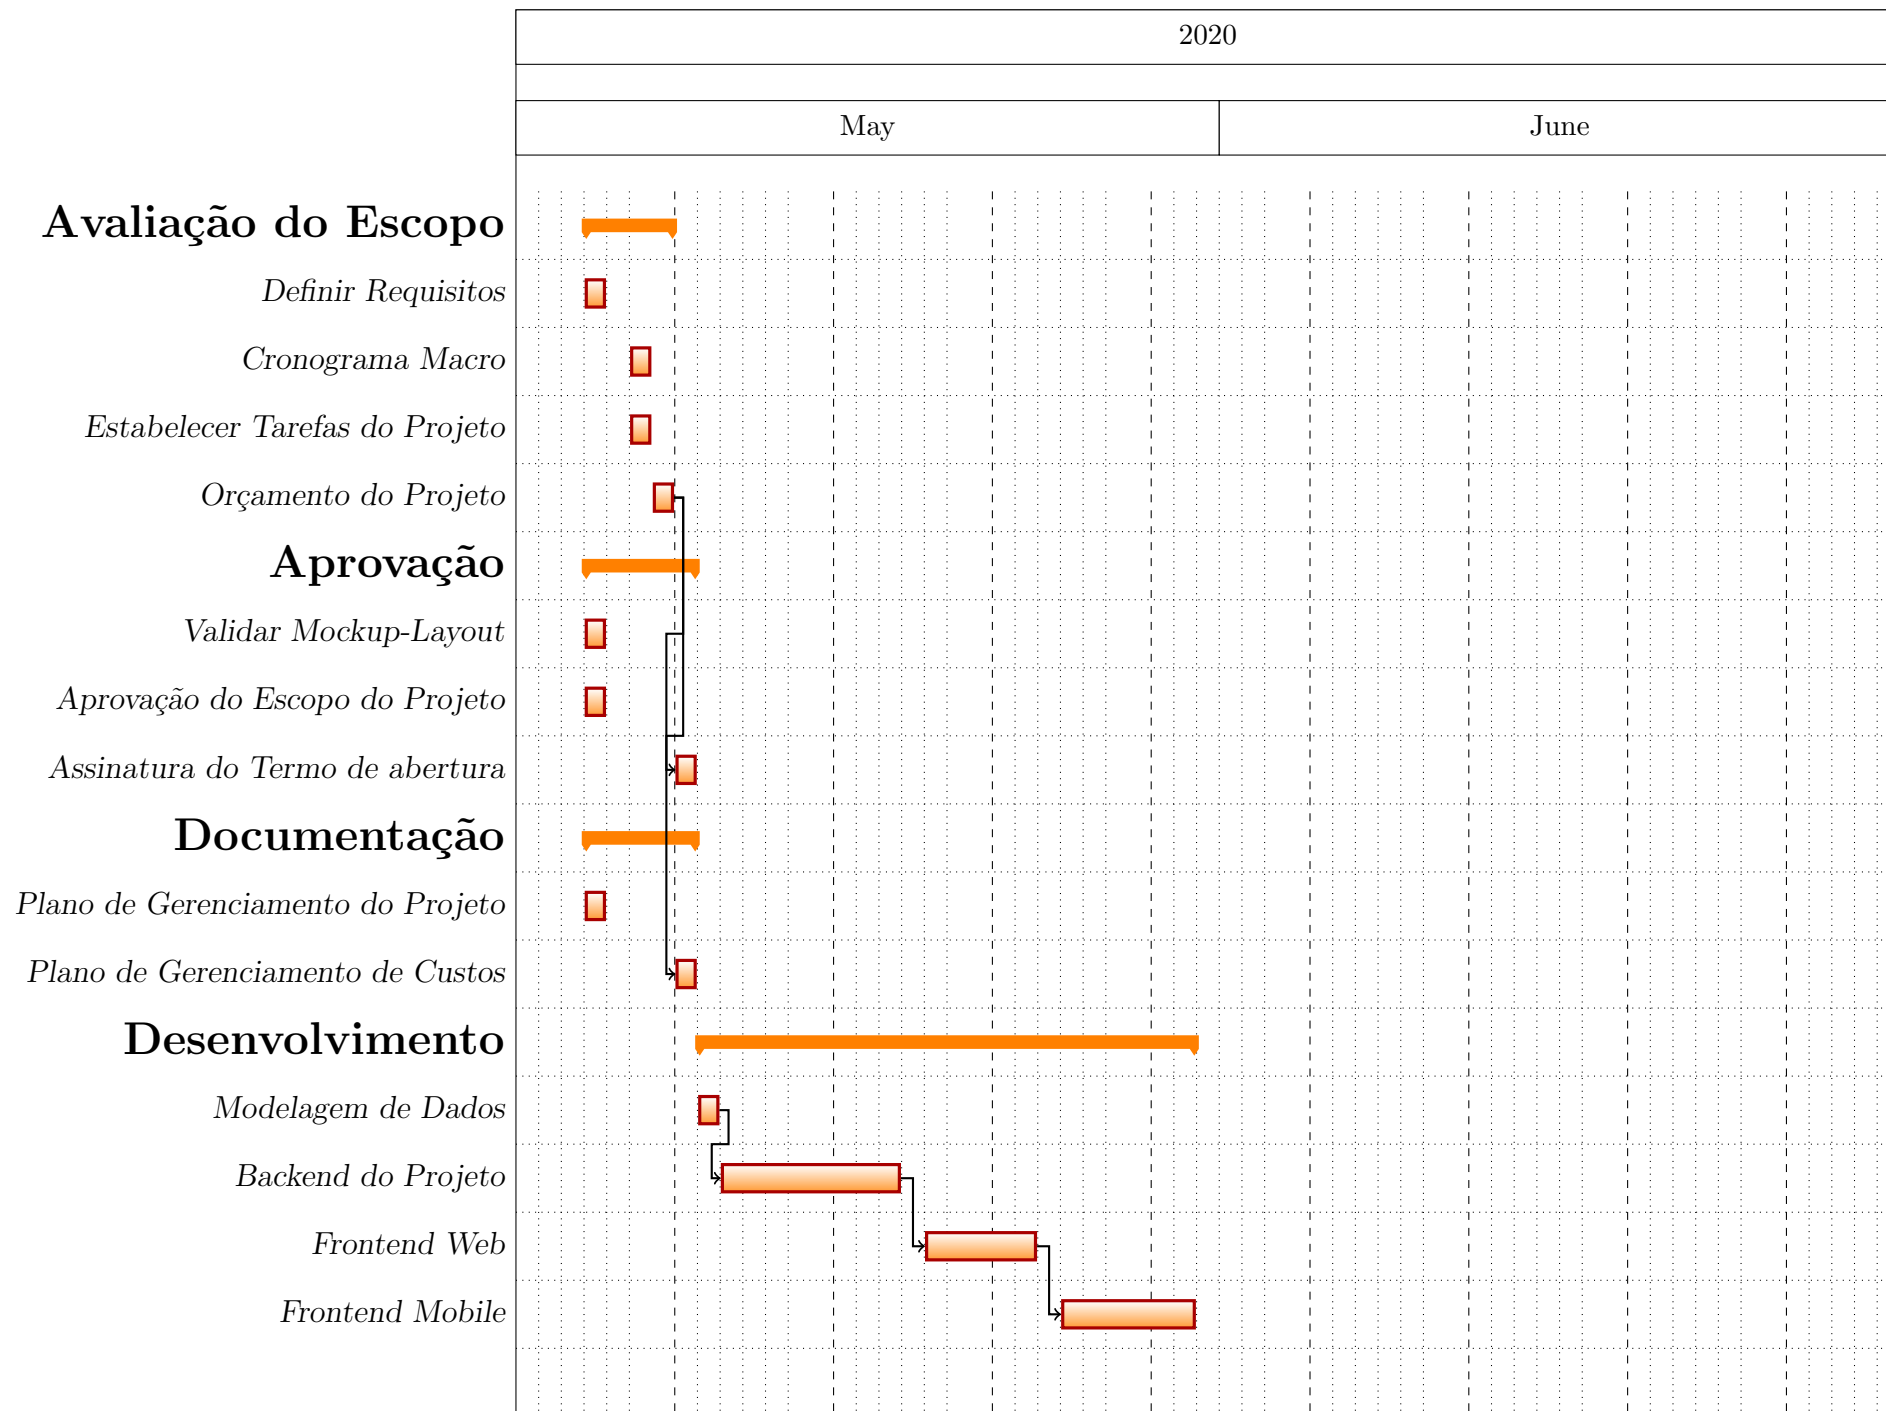 2020
May
June
Avaliação do Escopo
Definir Requisitos
Cronograma Macro
Estabelecer Tarefas do Projeto
Orçamento do Projeto
Aprovação
Validar Mockup-Layout
Aprovação do Escopo do Projeto
Assinatura do Termo de abertura
Documentação
Plano de Gerenciamento do Projeto
Plano de Gerenciamento de Custos
Desenvolvimento
Modelagem de Dados
Backend do Projeto
Frontend Web
Frontend Mobile